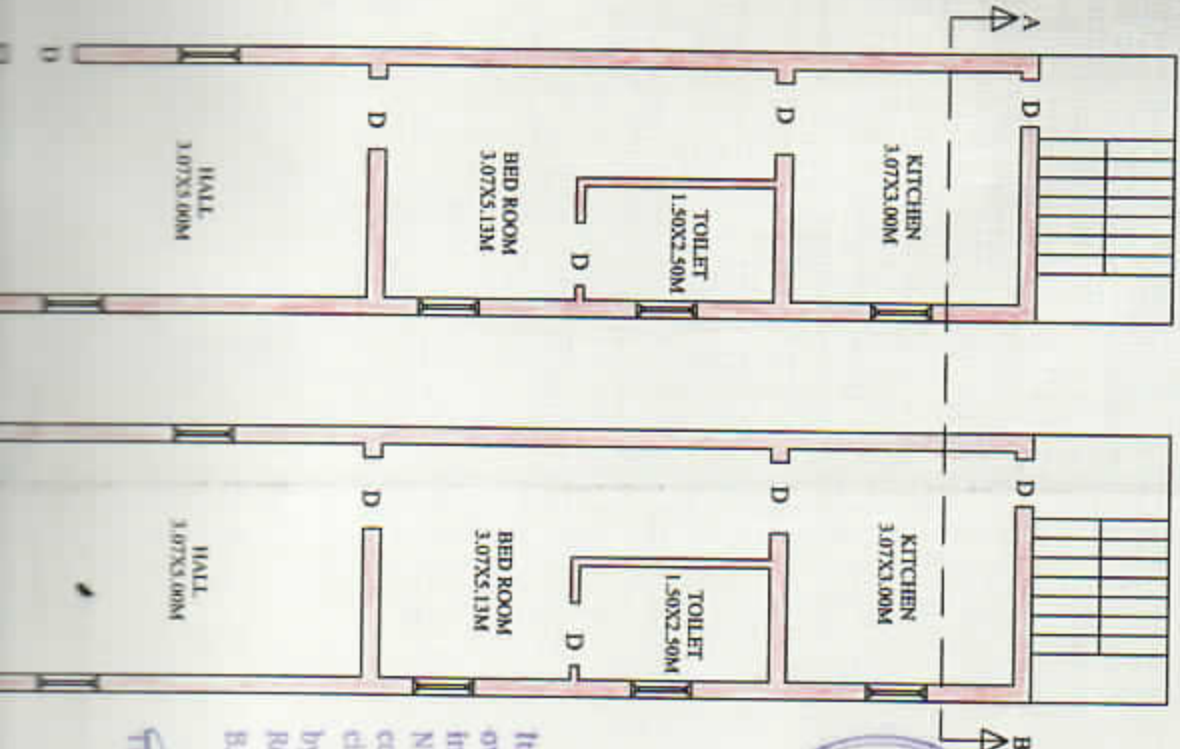 A
D
D
D
D
KITCHEN
3.07X3.00M
TOILET
1.50X2.50M
D
BED ROOM
3.07X5.13M
HALL
3.07X5.00M
D
D
D
KITCHEN
3.07X3.00M
TOILET
1.50X2.50M
D
BED ROOM
3.07X5.13M
HALL
3.07X5.00M
B